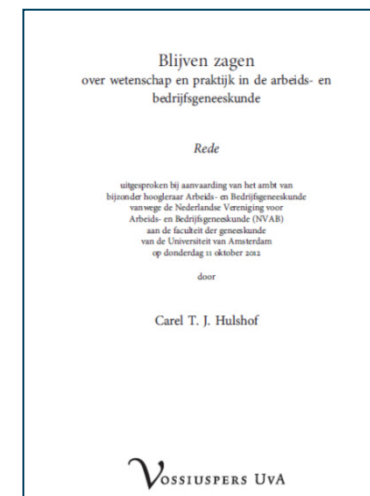 Blijven zagen
over wetenschap en praktijk in de arbeids- en
bedrijfsgeneeskunde
Rede
uitgesproken bij aanvaarding van het ambt van
bijzonder hoogleraar Arbeids- en Bedrijfsgeneeskunde
vanwege de Nederlandse Vereniging voor
Arbeids- en Bedrijfsgeneeskunde (NVAB)
aan de faculteit der geneeskunde
van de Universiteit van Amsterdam
op donderdag 11 oktober 2012
door
Carel T. J. Hulshof
Vossiuspers UvA